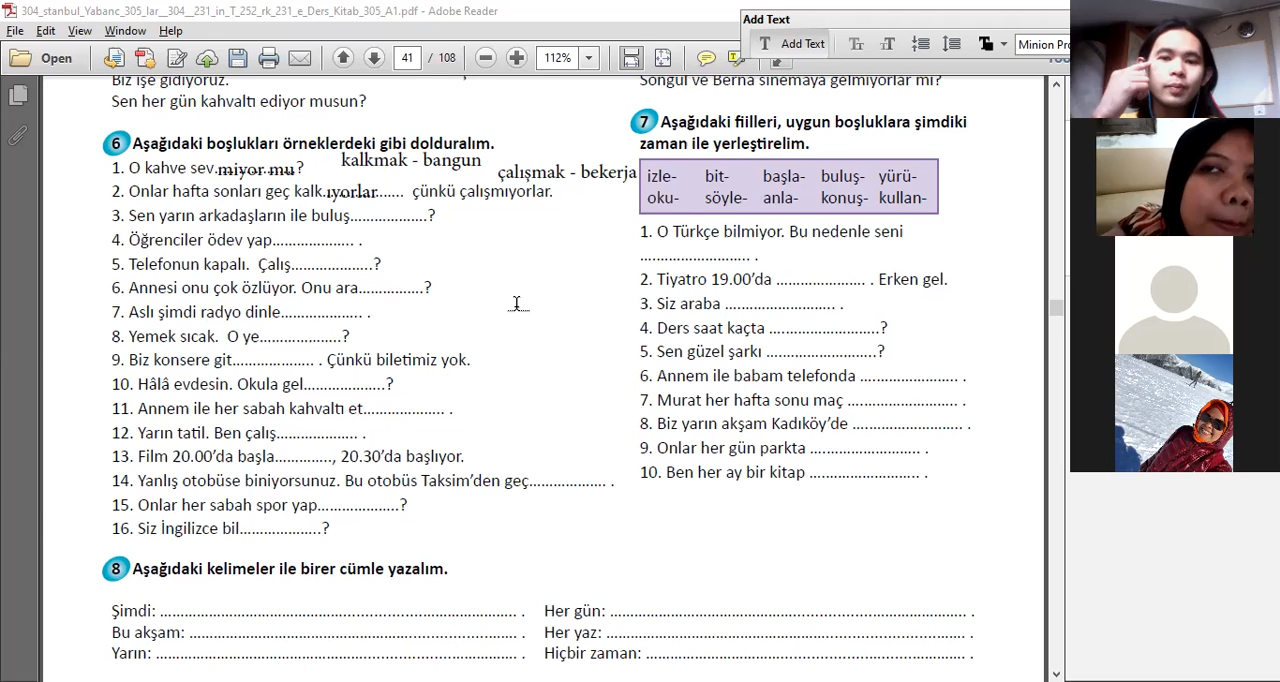 304_stanbul_Yabanc_305_lar__304__231_in_T_252_rk_231_e_Ders_Kitab_305_A1.pdf - Adobe Reader
File Edit View Window Help
Add Text
Open
41 / 108
112%
Add Text
Minion Pro
Biz işe gidiyoruz.
Sen her gün kahvaltı ediyor musun?
6 Aşağıdaki boşlukları örneklerdeki gibi dolduralım.
kalkmak - bangun
çalışmak - bekerja
1. O kahve sev..miyor mu..?
2. Onlar hafta sonları geç kalk..ıyorlar...... çünkü çalışmıyorlar.
3. Sen yarın arkadaşların ile buluş..................?
4. Öğrenciler ödev yap................... .
5. Telefonun kapalı. Çalış...................?
6. Annesi onu çok özlüyor. Onu ara...............?
7. Aslı şimdi radyo dinle................... .
8. Yemek sıcak. O ye...................?
9. Biz konsere git................... . Çünkü biletimiz yok.
10. Hâlâ evdesin. Okula gel...................?
11. Annem ile her sabah kahvaltı et................... .
12. Yarın tatil. Ben çalış................... .
13. Film 20.00’da başla............., 20.30’da başlıyor.
14. Yanlış otobüse biniyorsunuz. Bu otobüs Taksim’den geç.................. .
15. Onlar her sabah spor yap...................?
16. Siz İngilizce bil...................?
Songül ve Berna sinemaya gelmiyorlar mı?
7 Aşağıdaki fiilleri, uygun boşluklara şimdiki
zaman ile yerleştirelim.
izle- bit- başla- buluş- yürü-
oku- söyle- anla- konuş- kullan-
1. O Türkçe bilmiyor. Bu nedenle seni
......................... .
2. Tiyatro 19.00’da ..................... . Erken gel.
3. Siz araba ......................... .
4. Ders saat kaçta .........................?
5. Sen güzel şarkı .........................?
6. Annem ile babam telefonda ...................... .
7. Murat her hafta sonu maç ......................... .
8. Biz yarın akşam Kadıköy’de ......................... .
9. Onlar her gün parkta ......................... .
10. Ben her ay bir kitap ......................... .
8 Aşağıdaki kelimeler ile birer cümle yazalım.
Şimdi: ................................................................................ . Her gün: ................................................................................ .
Bu akşam: ......................................................................... . Her yaz: ................................................................................ .
Yarın: ................................................................................ . Hiçbir zaman: ......................................................................... .